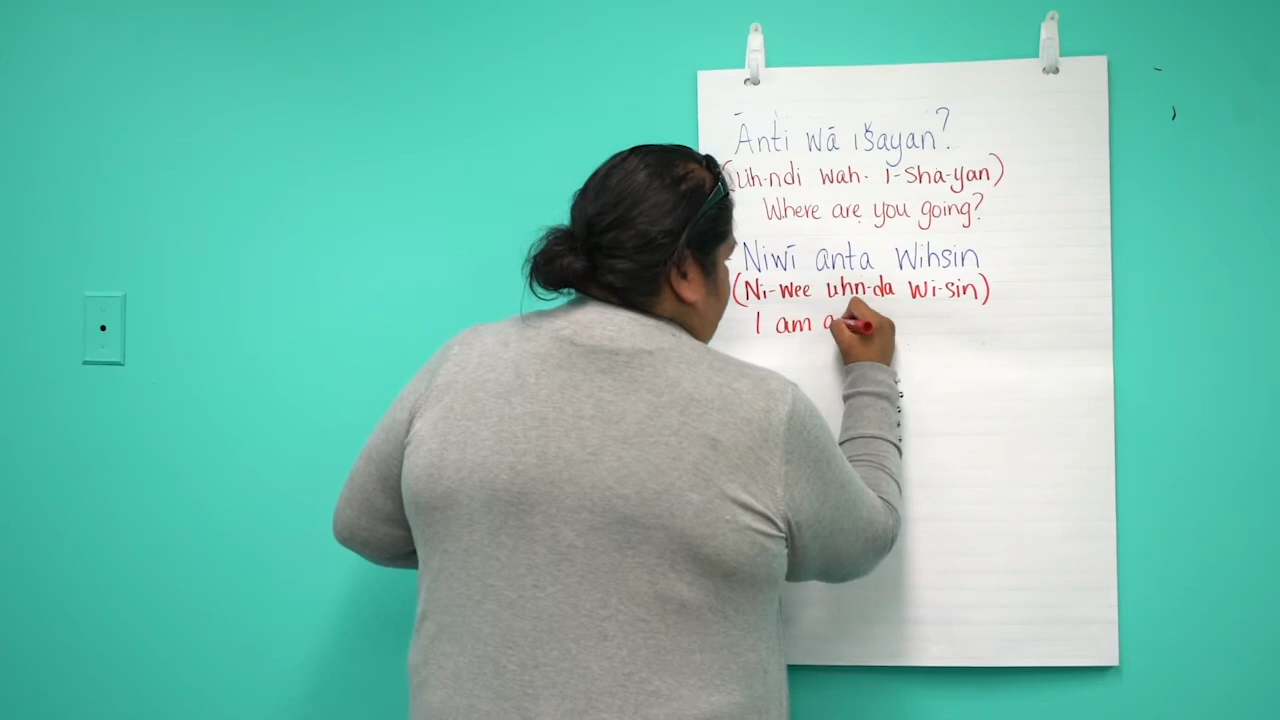 Ānti wā išayan?
(Uh-ndi wah- i-sha-yan)
Where are you going?
Niwī anta wihsin
(Ni-wee uhn-da wi-sin)
I am